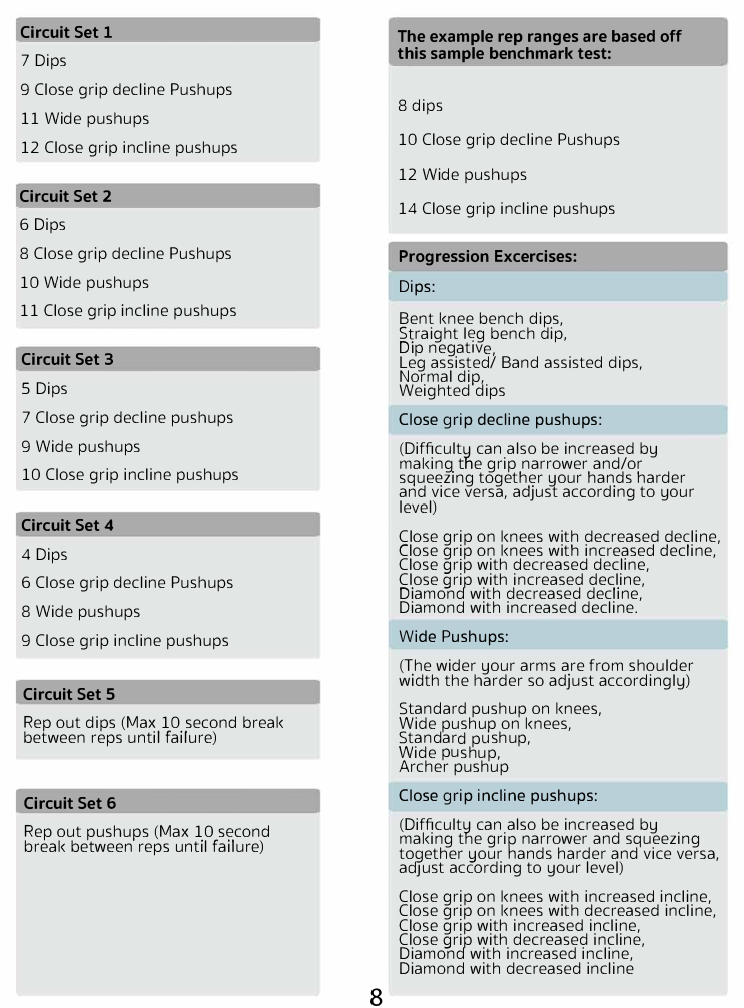 Circuit Set 1
7 Dips
9 Close grip decline Pushups
11 Wide pushups
12 Close grip incline pushups
Circuit Set 2
6 Dips
8 Close grip decline Pushups
10 Wide pushups
11 Close grip incline pushups
Circuit Set 3
5 Dips
7 Close grip decline pushups
9 Wide pushups
10 Close grip incline pushups
Circuit Set 4
4 Dips
6 Close grip decline Pushups
8 Wide pushups
9 Close grip incline pushups
Circuit Set 5
Rep out dips (Max 10 second break
between reps until failure)
Circuit Set 6
Rep out pushups (Max 10 second
break between reps until failure)
The example rep ranges are based off
this sample benchmark test:
8 dips
10 Close grip decline Pushups
12 Wide pushups
14 Close grip incline pushups
Progression Excercises:
Dips:
Bent knee bench dips,
Straight leg bench dip,
Dip negative,
Leg assisted/ Band assisted dips,
Normal dip,
Weighted dips
Close grip decline pushups:
(Difficulty can also be increased by
making the grip narrower and/or
squeezing together your hands harder
and vice versa, adjust according to your
level)
Close grip on knees with decreased decline,
Close grip on knees with increased decline,
Close grip with decreased decline,
Close grip with increased decline,
Diamond with decreased decline,
Diamond with increased decline.
Wide Pushups:
(The wider your arms are from shoulder
width the harder so adjust accordingly)
Standard pushup on knees,
Wide pushup on knees,
Standard pushup,
Wide pushup,
Archer pushup
Close grip incline pushups:
(Difficulty can also be increased by
making the grip narrower and squeezing
together your hands harder and vice versa,
adjust according to your level)
Close grip on knees with increased incline,
Close grip on knees with decreased incline,
Close grip with increased incline,
Close grip with decreased incline,
Diamond with increased incline,
Diamond with decreased incline
8